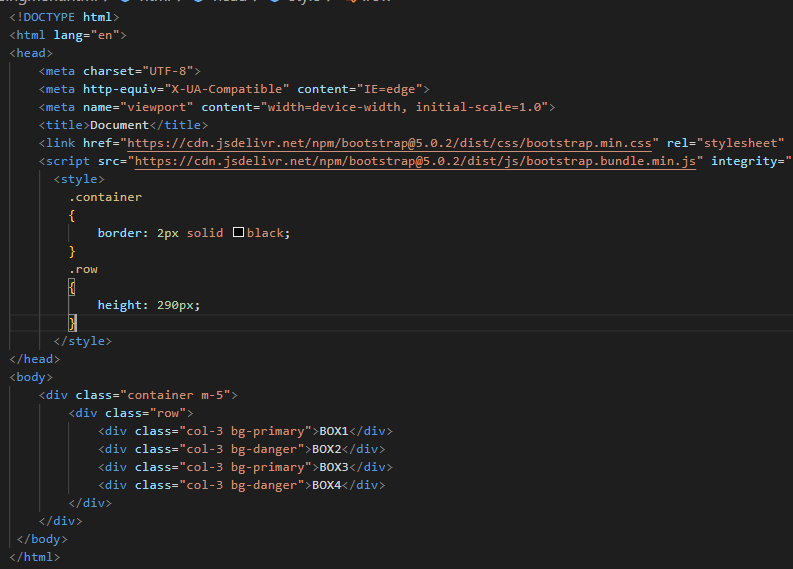 <!DOCTYPE html>
<html lang="en">
<head>
<meta charset="UTF-8">
<meta http-equiv="X-UA-Compatible" content="IE=edge">
<meta name="viewport" content="width=device-width, initial-scale=1.0">
<title>Document</title>
<link href="https://cdn.jsdelivr.net/npm/bootstrap@5.0.2/dist/css/bootstrap.min.css" rel="stylesheet"
<script src="https://cdn.jsdelivr.net/npm/bootstrap@5.0.2/dist/js/bootstrap.bundle.min.js" integrity="
<style>
.container
{
border: 2px solid black;
}
.row
{
height: 290px;
}
</style>
</head>
<body>
<div class="container m-5">
<div class="row">
<div class="col-3 bg-primary">BOX1</div>
<div class="col-3 bg-danger">BOX2</div>
<div class="col-3 bg-primary">BOX3</div>
<div class="col-3 bg-danger">BOX4</div>
</div>
</div>
</body>
</html>